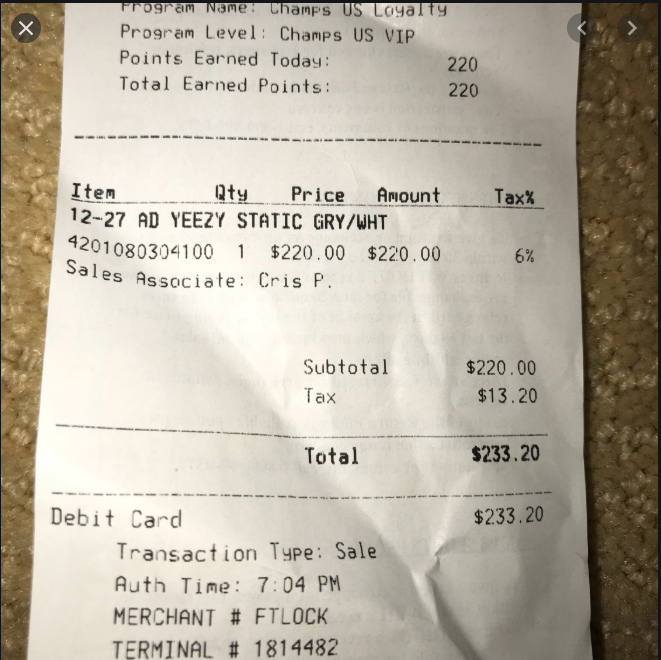 Program Name: Champs US Loyalty
Program Level: Champs US VIP
Points Earned Today: 220
Total Earned Points: 220
Item Qty Price Amount Tax%
12-27 AD YEEZY STATIC GRY/WHT
4201080304100 1 $220.00 $220.00 6%
Sales Associate: Cris P.
Subtotal $220.00
Tax $13.20
Total $233.20
Debit Card $233.20
Transaction Type: Sale
Auth Time: 7:04 PM
MERCHANT # FTLOCK
TERMINAL # 1814482